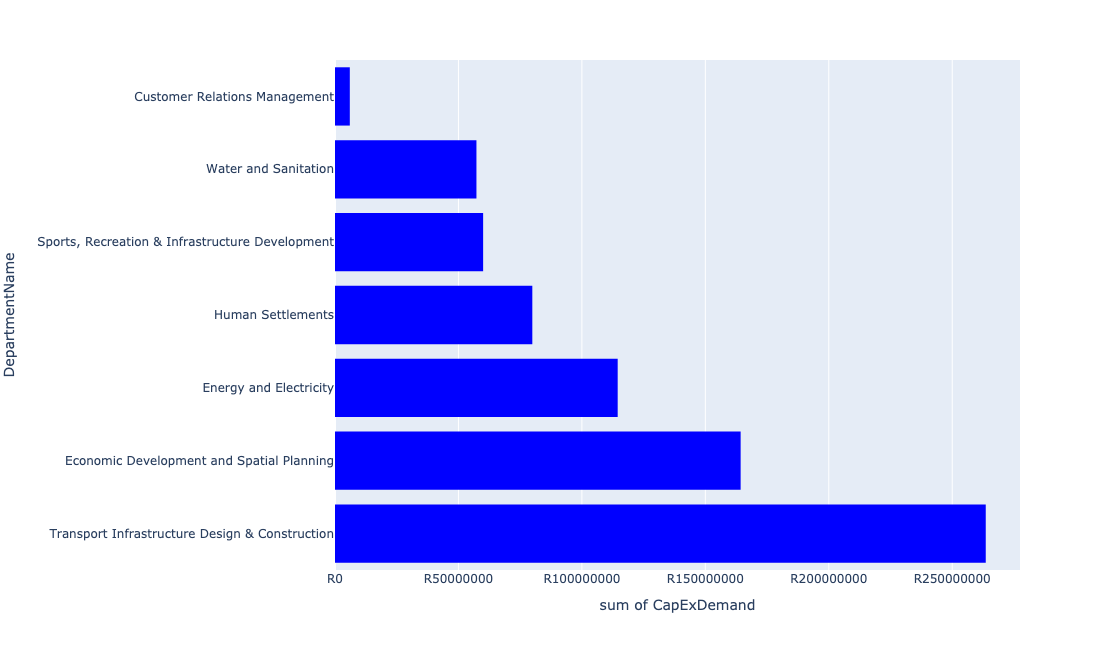 Customer Relations Management
Water and Sanitation
Sports, Recreation & Infrastructure Development
Human Settlements
Energy and Electricity
Economic Development and Spatial Planning
Transport Infrastructure Design & Construction
DepartmentName
R0 R50000000 R100000000 R150000000 R200000000 R250000000
sum of CapExDemand